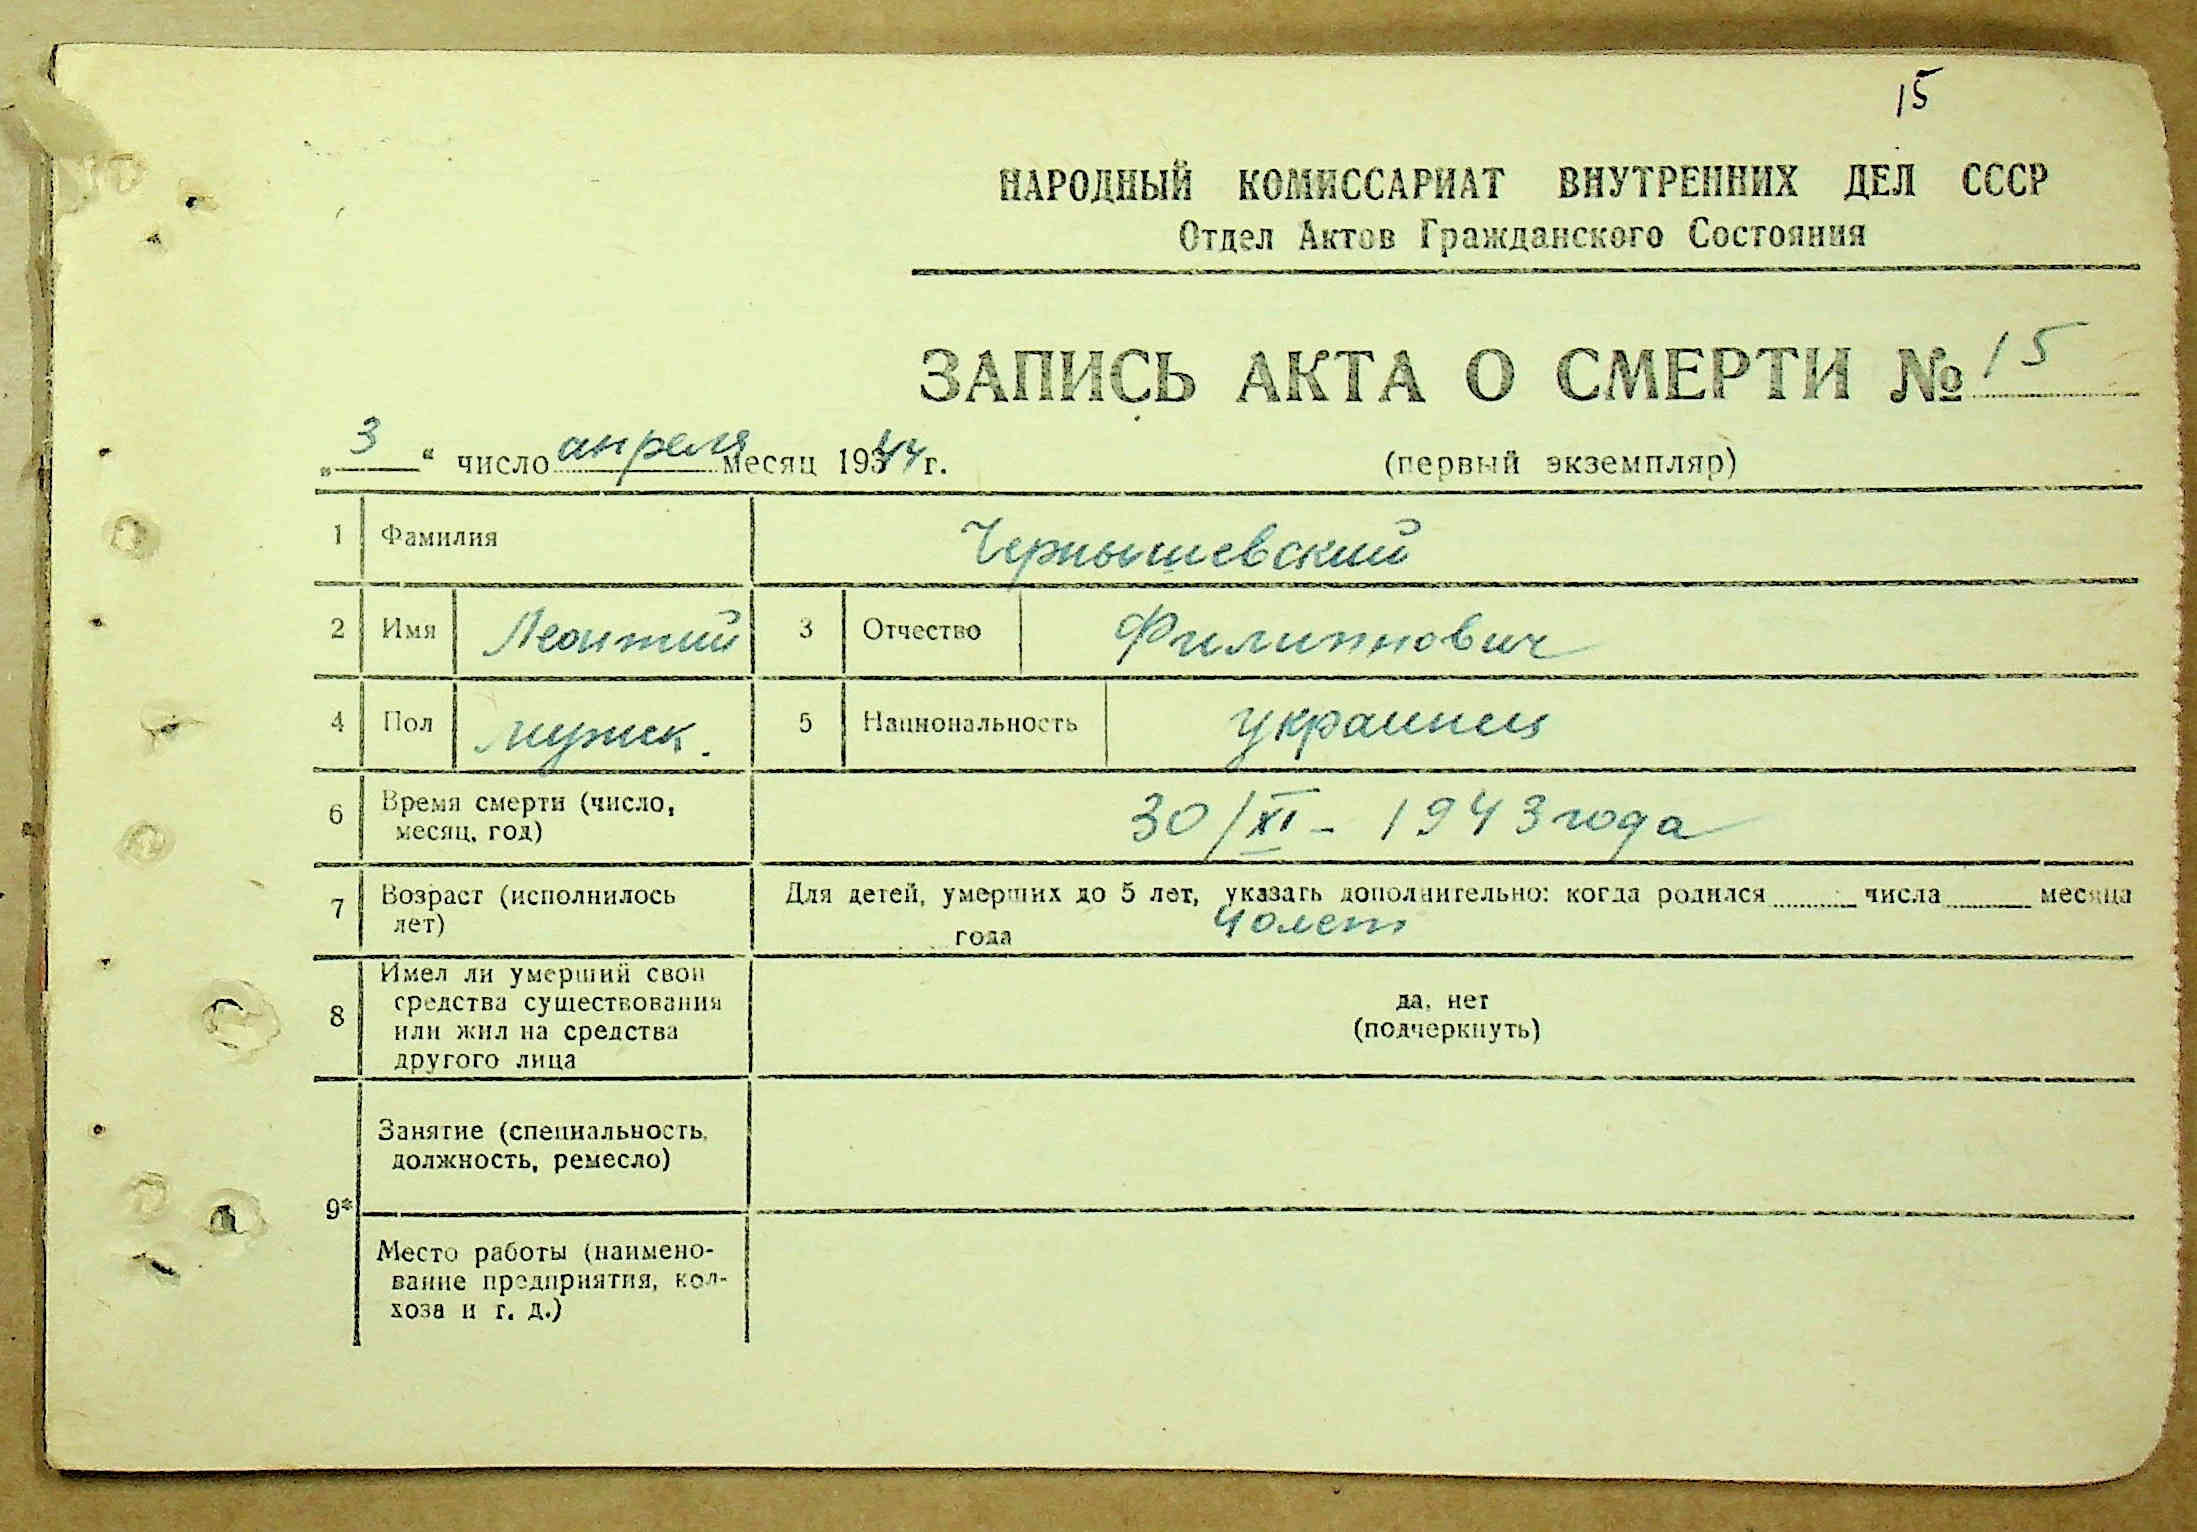 15
НАРОДНЫЙ КОМИССАРИАТ ВНУТРЕННИХ ДЕЛ СССР
Отдел Актов Гражданского Состояния
ЗАПИСЬ АКТА О СМЕРТИ № 15
„ 3 “ число апреля месяц 1944 г.
(первый экземпляр)
1 Фамилия Чернышевский
2 Имя Леонтий 3 Отчество Филиппович
4 Пол мужск. 5 Национальность украинец
6 Время смерти (число, месяц, год) 30/XI - 1943 года
7 Возраст (исполнилось лет) Для детей, умерших до 5 лет, указать дополнительно: когда родился числа месяца
года 40 лет
8 Имел ли умерший свои
средства существования
или жил на средства
другого лица
да, нет
(подчеркнуть)
9*
Занятие (специальность,
должность, ремесло)
Место работы (наимено-
вание предприятия, кол-
хоза и т. д.)